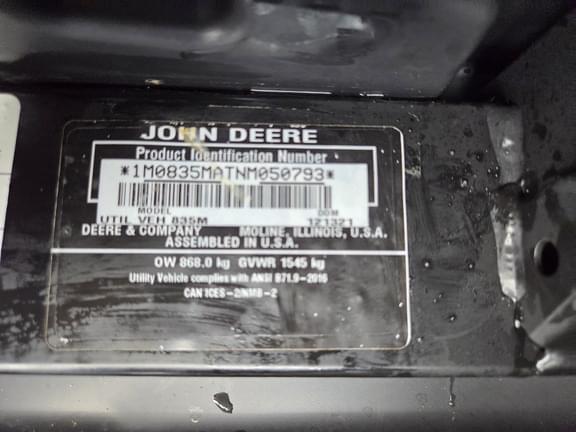 JOHN DEERE
Product Identification Number
*1M0835MATNM050793*
MODEL DOM
UTIL VEH 835M 121321
DEERE & COMPANY MOLINE, ILLINOIS, U.S.A.
ASSEMBLED IN U.S.A.
OW 868.0 kg GVWR 1545 kg
Utility Vehicle complies with ANSI B71.9-2016
CAN ICES-2/NMB-2